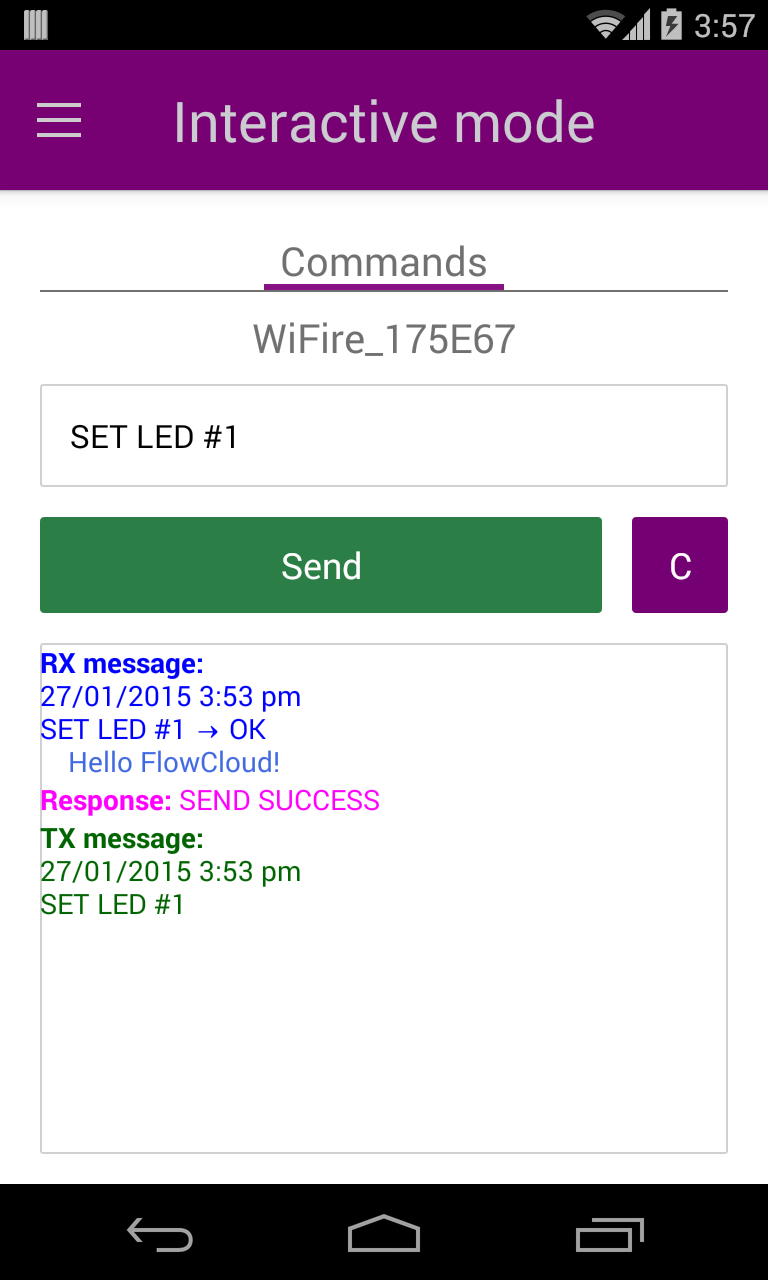 3:57
Interactive mode
Commands
WiFire_175E67
SET LED #1
Send
C
RX message:
27/01/2015 3:53 pm
SET LED #1 → OK
Hello FlowCloud!
Response: SEND SUCCESS
TX message:
27/01/2015 3:53 pm
SET LED #1